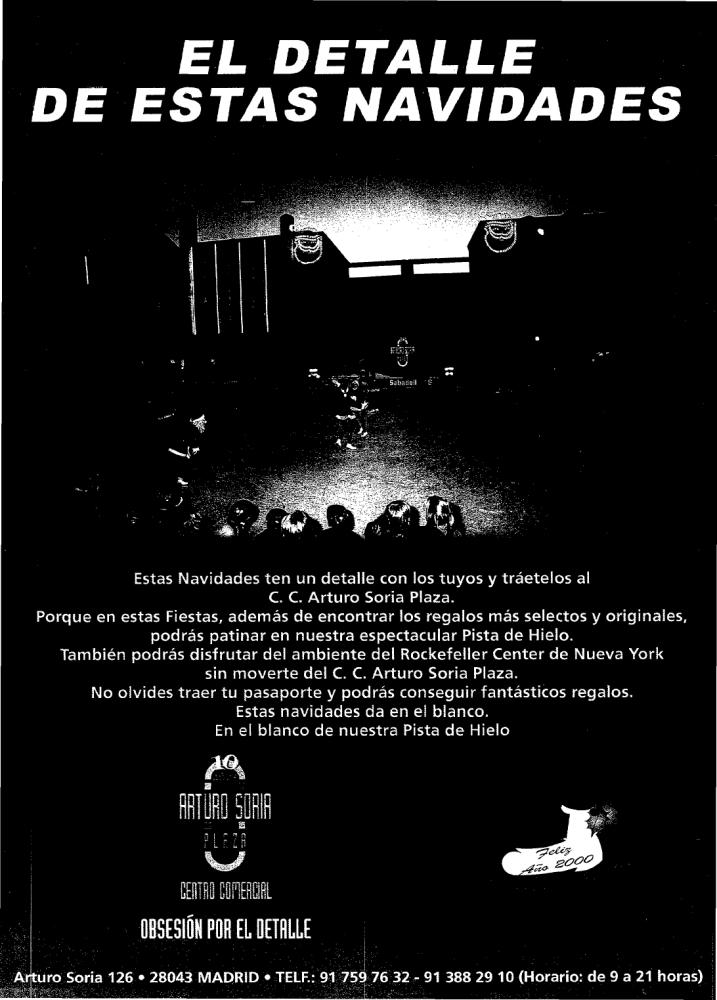 EL DETALLE
DE ESTAS NAVIDADES
Sabadell
Estas Navidades ten un detalle con los tuyos y tráetelos al
C. C. Arturo Soria Plaza.
Porque en estas Fiestas, además de encontrar los regalos más selectos y originales,
podrás patinar en nuestra espectacular Pista de Hielo.
También podrás disfrutar del ambiente del Rockefeller Center de Nueva York
sin moverte del C. C. Arturo Soria Plaza.
No olvides traer tu pasaporte y podrás conseguir fantásticos regalos.
Estas navidades da en el blanco.
En el blanco de nuestra Pista de Hielo
10
ARTURO SORIA
PLAZA
CENTRO COMERCIAL
OBSESIÓN POR EL DETALLE
Feliz
Año 2000
Arturo Soria 126 • 28043 MADRID • TELF.: 91 759 76 32 - 91 388 29 10 (Horario: de 9 a 21 horas)